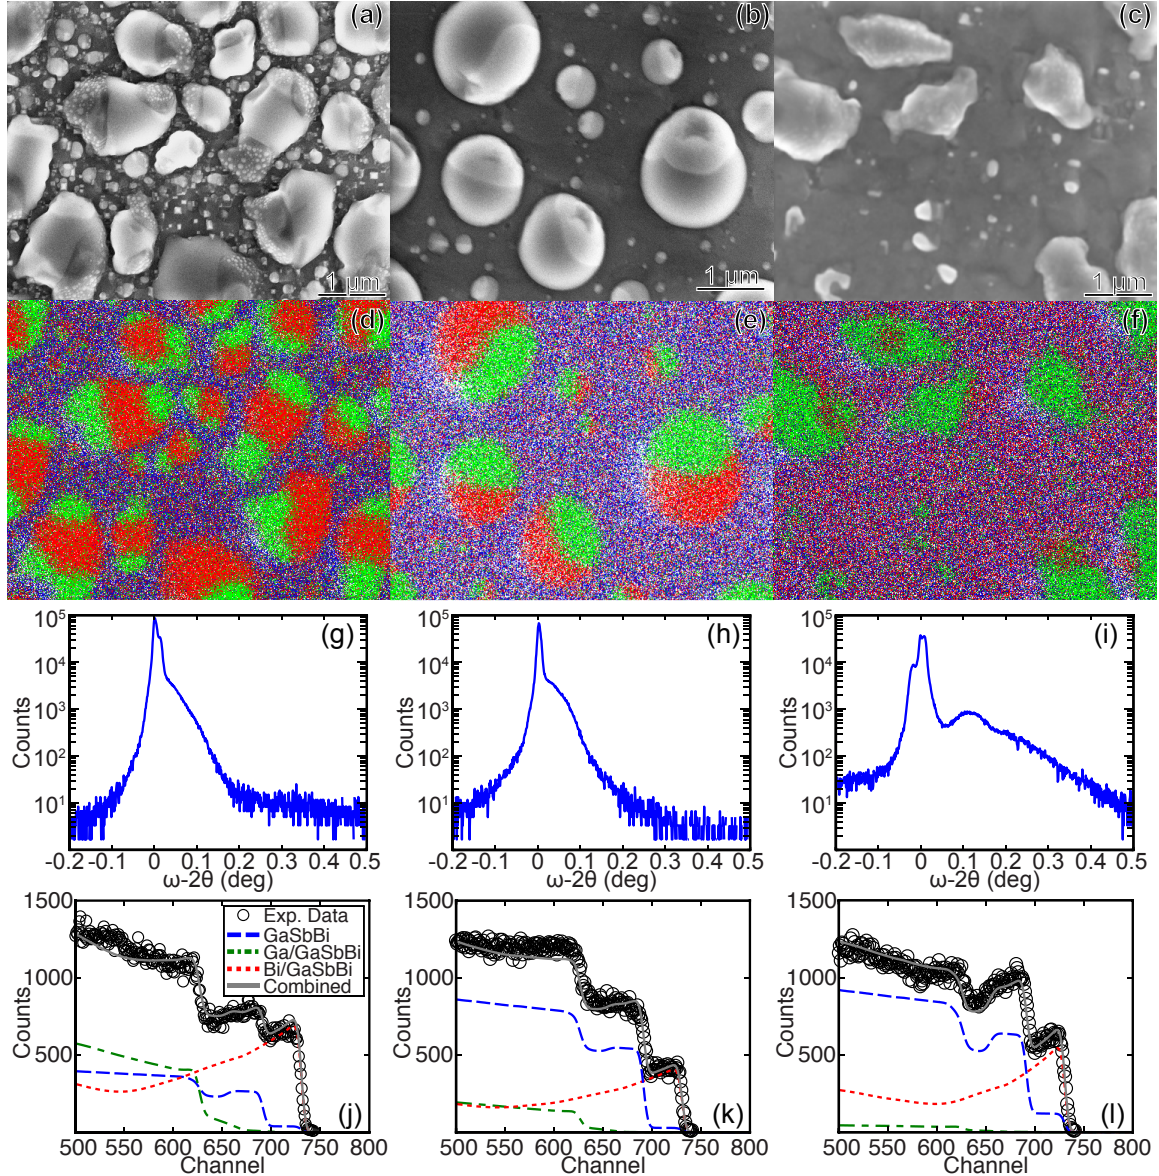 (a) (b) (c)
1 μm 1 μm 1 μm
(d) (e) (f)
(g) (h) (i)
10⁵ 10⁵ 10⁵
10⁴ 10⁴ 10⁴
10³ 10³ 10³
10² 10² 10²
10¹ 10¹ 10¹
Counts Counts Counts
-0.2 -0.1 0 0.1 0.2 0.3 0.4 0.5 -0.2 -0.1 0 0.1 0.2 0.3 0.4 0.5 -0.2 -0.1 0 0.1 0.2 0.3 0.4 0.5
ω-2θ (deg) ω-2θ (deg) ω-2θ (deg)
1500 1500 1500
Exp. Data
GaSbBi
Ga/GaSbBi
Bi/GaSbBi
Combined
1000 1000 1000
Counts Counts Counts
500 500 500
(j) (k) (l)
500 550 600 650 700 750 800 500 550 600 650 700 750 800 500 550 600 650 700 750 800
Channel Channel Channel